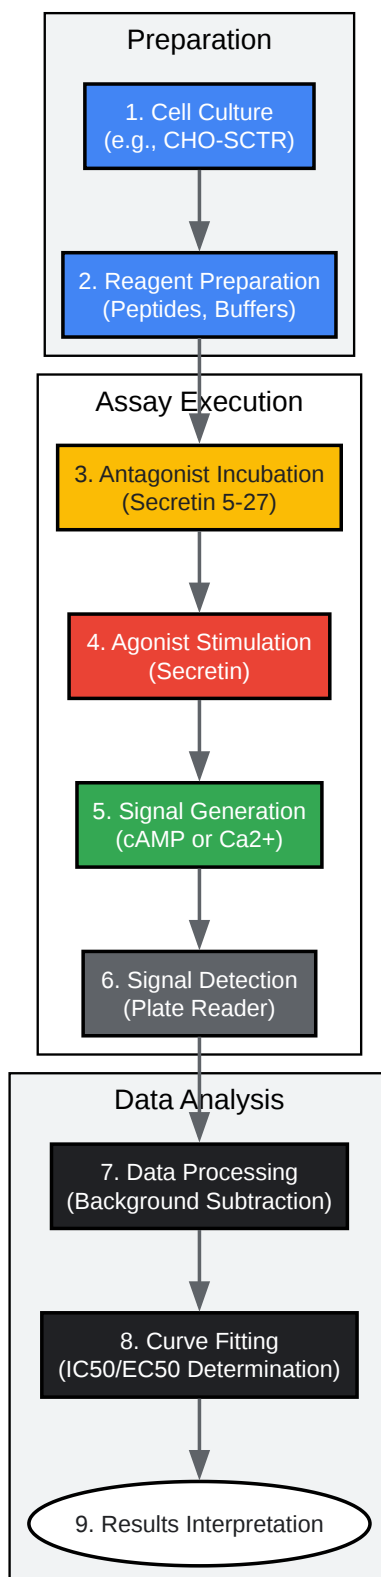 Preparation
1. Cell Culture
(e.g., CHO-SCTR)
2. Reagent Preparation
(Peptides, Buffers)
Assay Execution
3. Antagonist Incubation
(Secretin 5-27)
4. Agonist Stimulation
(Secretin)
5. Signal Generation
(cAMP or Ca2+)
6. Signal Detection
(Plate Reader)
Data Analysis
7. Data Processing
(Background Subtraction)
8. Curve Fitting
(IC50/EC50 Determination)
9. Results Interpretation